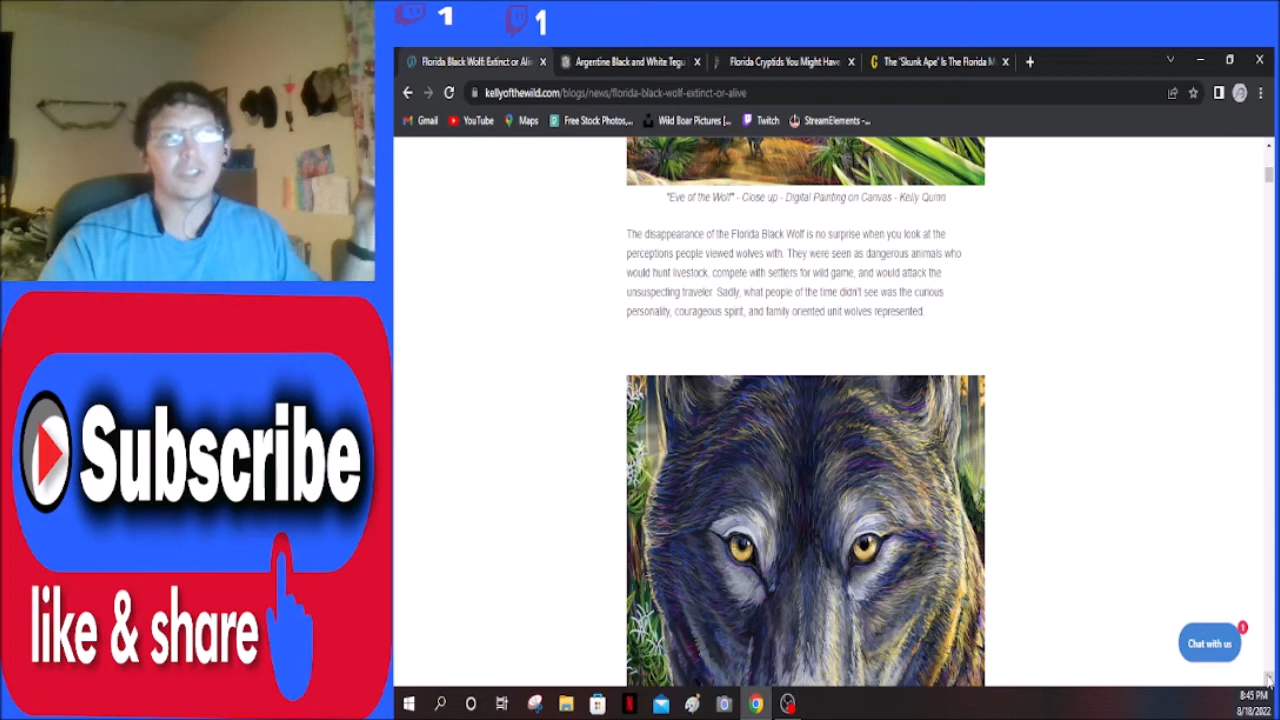 1
1
Florida Black Wolf: Extinct or Aliv
Argentine Black and White Tegu
Florida Cryptids You Might Have
The 'Skunk Ape' Is The Florida M
kellyofthewild.com/blogs/news/florida-black-wolf-extinct-or-alive
Gmail
YouTube
Maps
Free Stock Photos,...
Wild Boar Pictures [...
Twitch
StreamElements -...
"Eve of the Wolf" - Close up - Digital Painting on Canvas - Kelly Quinn
The disappearance of the Florida Black Wolf is no surprise when you look at the
perceptions people viewed wolves with. They were seen as dangerous animals who
would hunt livestock, compete with settlers for wild game, and would attack the
unsuspecting traveler. Sadly, what people of the time didn't see was the curious
personality, courageous spirit, and family oriented unit wolves represented.
Subscribe
like & share
Chat with us
1
8:45 PM
8/18/2022